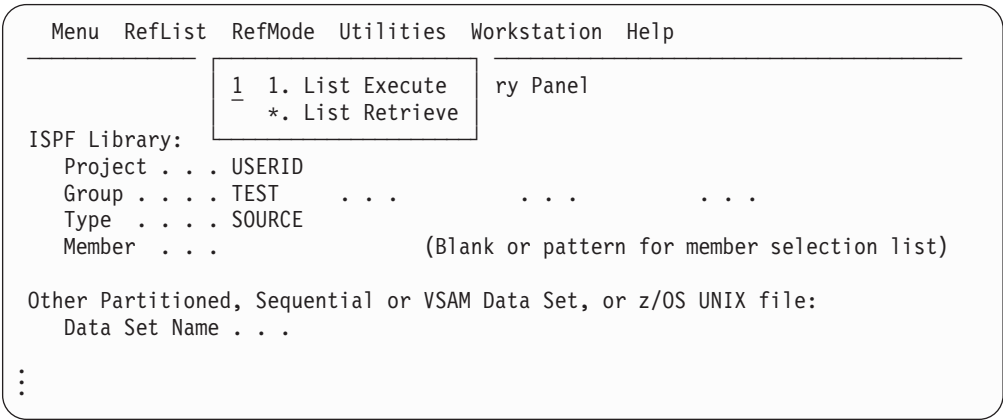 Menu RefList RefMode Utilities Workstation Help
1 1. List Execute ry Panel
*. List Retrieve
ISPF Library:
Project . . . USERID
Group . . . . TEST . . . . . . . . .
Type . . . . SOURCE
Member . . . (Blank or pattern for member selection list)
Other Partitioned, Sequential or VSAM Data Set, or z/OS UNIX file:
Data Set Name . . .